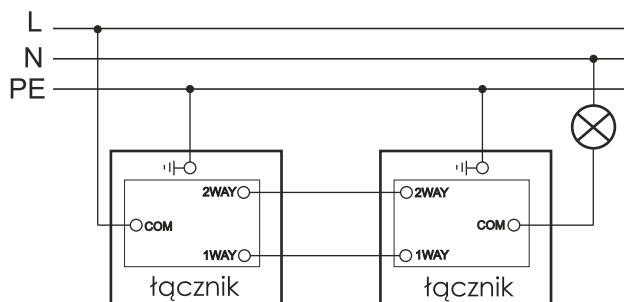 L
N
PE
2WAY 2WAY
COM COM
1WAY 1WAY
łącznik łącznik